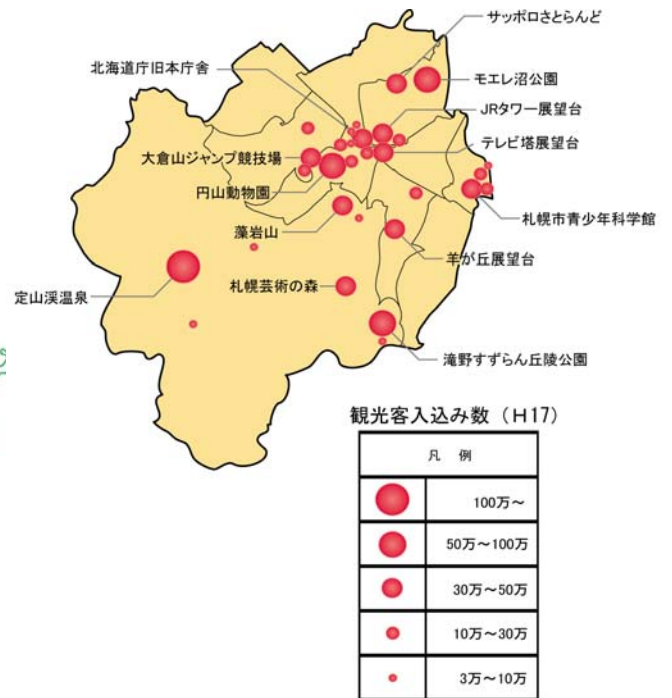 サッポロさとらんど
北海道庁旧本庁舎
モエレ沼公園
JRタワー展望台
テレビ塔展望台
大倉山ジャンプ競技場
円山動物園
札幌市青少年科学館
藻岩山
羊が丘展望台
定山渓温泉
札幌芸術の森
滝野すずらん丘陵公園
観光客入込み数（H17）
凡 例
100万～
50万～100万
30万～50万
10万～30万
3万～10万